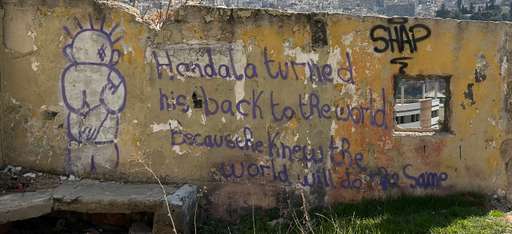 SHAP
Handala turned
his back to the world
because he knew the
world will do the same